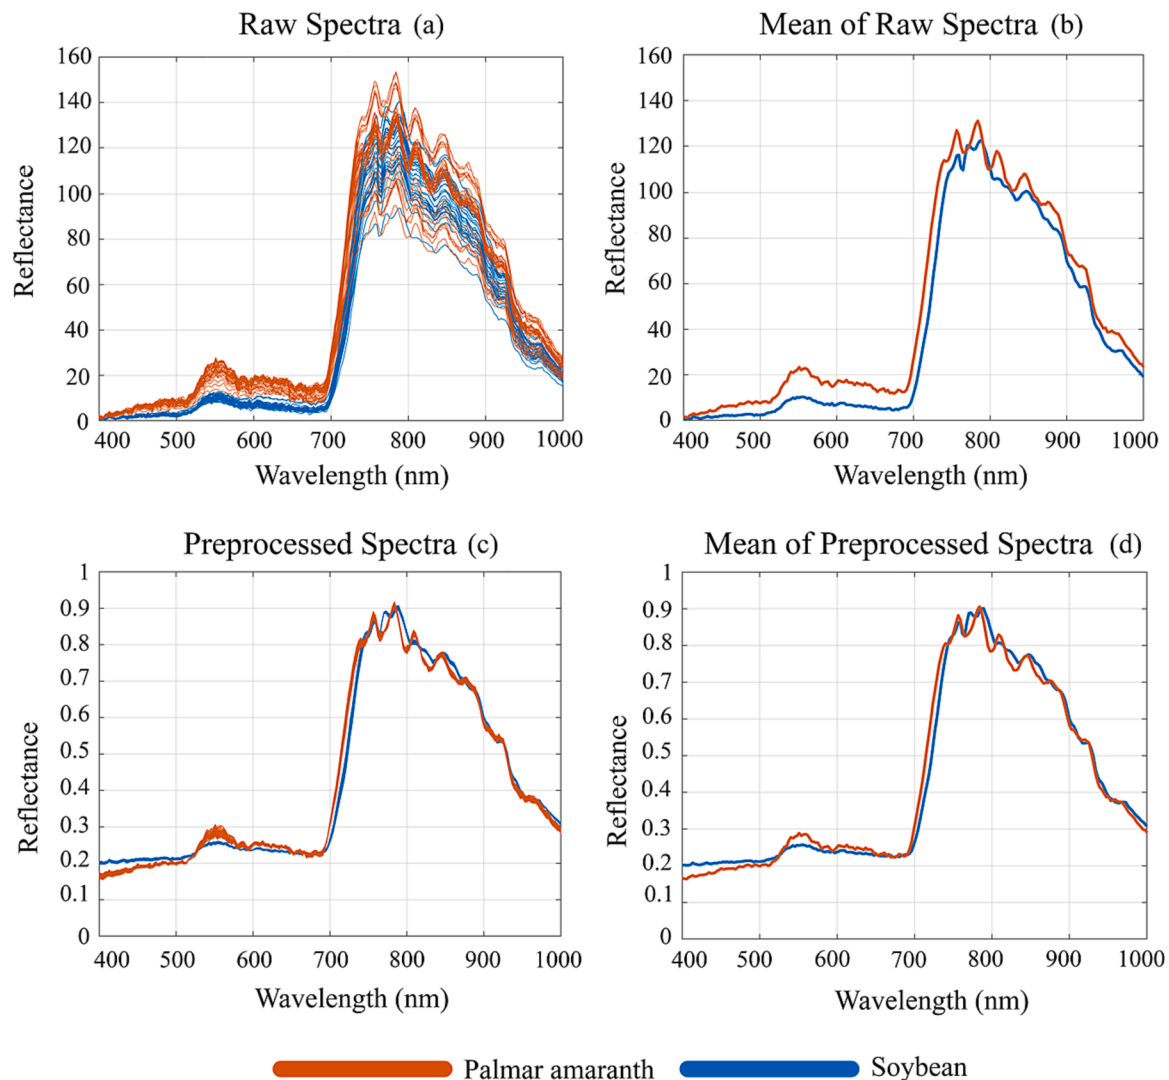 Raw Spectra (a)
160
140
120
100
80
60
40
20
0
Reflectance
400 500 600 700 800 900 1000
Wavelength (nm)
Mean of Raw Spectra (b)
160
140
120
100
80
60
40
20
0
Reflectance
400 500 600 700 800 900 1000
Wavelength (nm)
Preprocessed Spectra (c)
1
0.9
0.8
0.7
0.6
0.5
0.4
0.3
0.2
0.1
0
Reflectance
400 500 600 700 800 900 1000
Wavelength (nm)
Mean of Preprocessed Spectra (d)
1
0.9
0.8
0.7
0.6
0.5
0.4
0.3
0.2
0.1
0
Reflectance
400 500 600 700 800 900 1000
Wavelength (nm)
Palmar amaranth Soybean